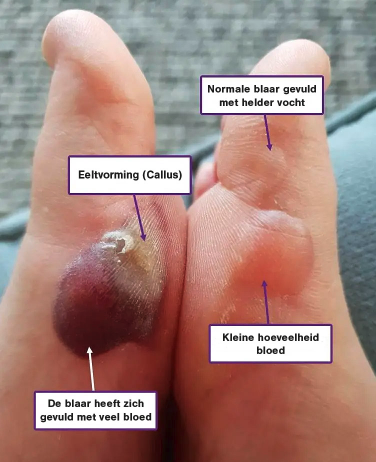 Normale blaar gevuld
met helder vocht
Eeltvorming (Callus)
Kleine hoeveelheid
bloed
De blaar heeft zich
gevuld met veel bloed